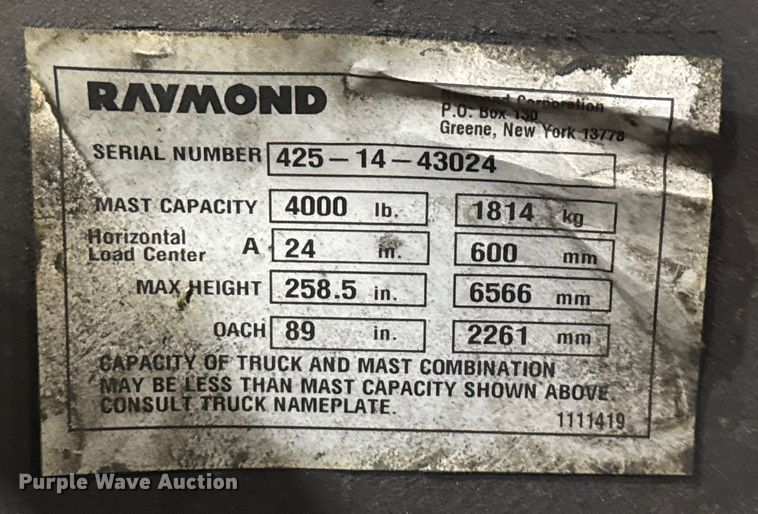 RAYMOND
Corporation
P.O. Box
Greene, New York 13778
SERIAL NUMBER 425-14-43024
MAST CAPACITY 4000 lb. 1814 kg
Horizontal
Load Center A 24 in. 600 mm
MAX HEIGHT 258.5 in. 6566 mm
OACH 89 in. 2261 mm
CAPACITY OF TRUCK AND MAST COMBINATION
MAY BE LESS THAN MAST CAPACITY SHOWN ABOVE
CONSULT TRUCK NAMEPLATE.
1111419
Purple Wave Auction